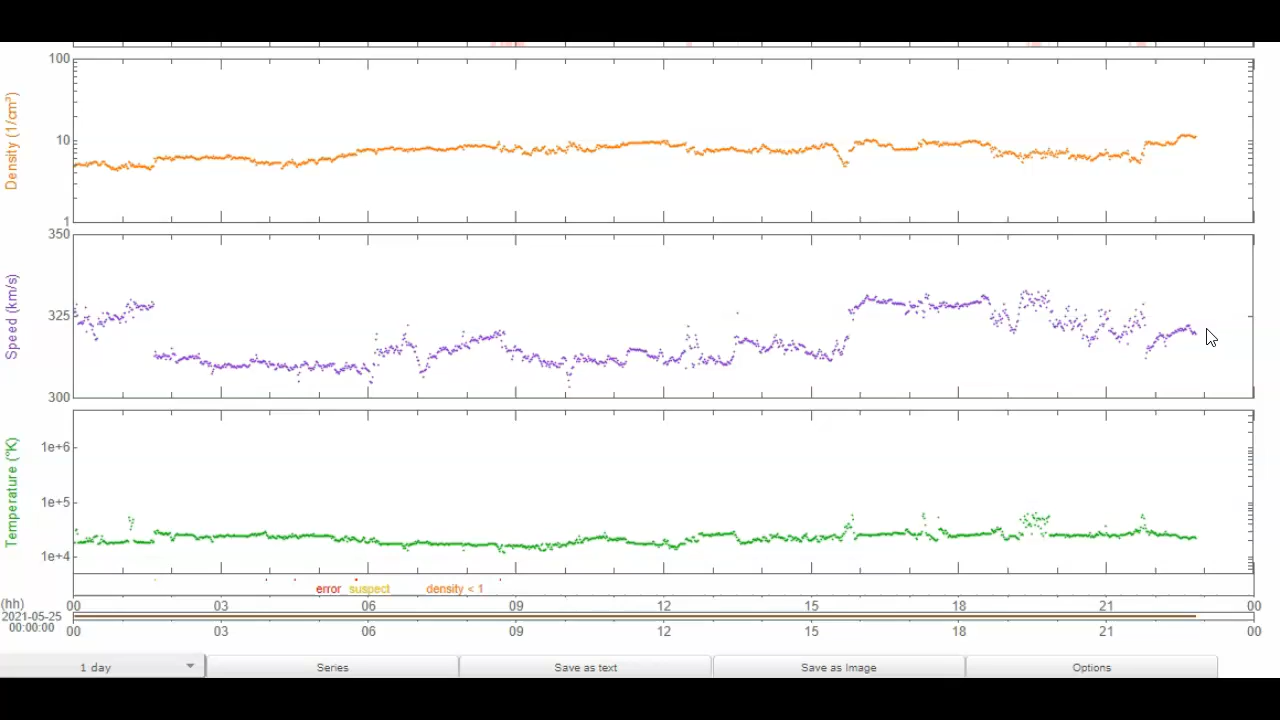 100
Density (1/cm³)
10
1
350
Speed (km/s)
325
300
Temperature (°K)
1e+6
1e+5
1e+4
error suspect density < 1
(hh) 00 03 06 09 12 15 18 21 00
2021-05-25
00:00:00 00 03 06 09 12 15 18 21 00
1 day Series Save as text Save as Image Options